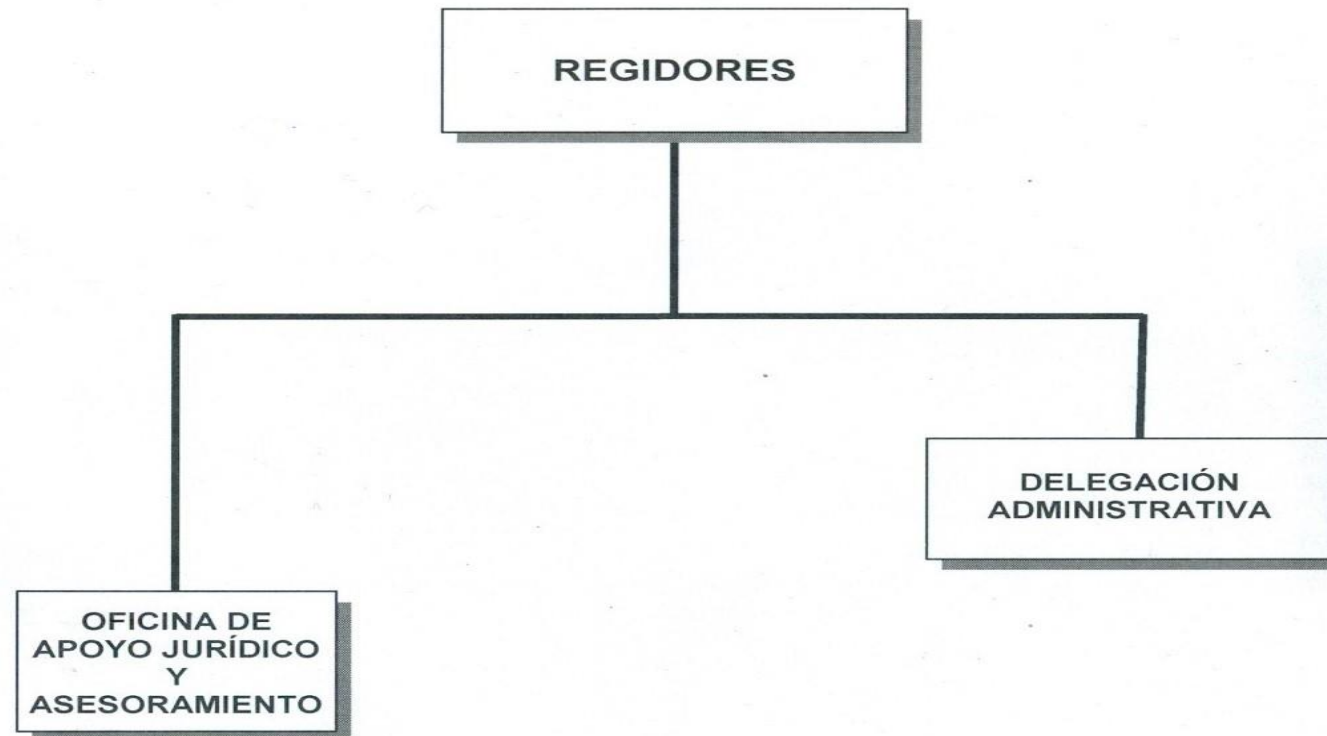 REGIDORES
DELEGACIÓN
ADMINISTRATIVA
OFICINA DE
APOYO JURÍDICO
Y
ASESORAMIENTO